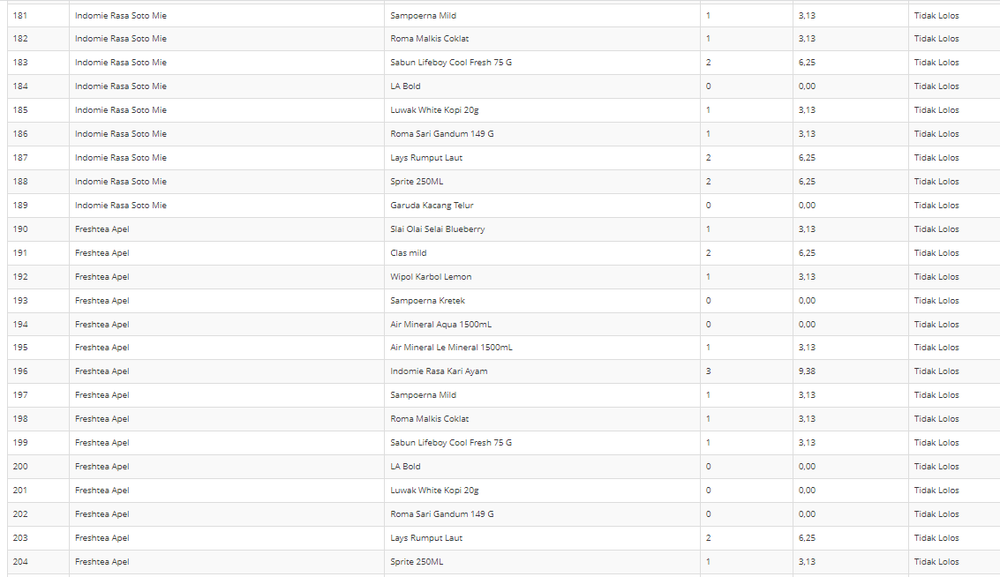 181 Indomie Rasa Soto Mie Sampoerna Mild 1 3,13 Tidak Lolos
182 Indomie Rasa Soto Mie Roma Malkis Coklat 1 3,13 Tidak Lolos
183 Indomie Rasa Soto Mie Sabun Lifeboy Cool Fresh 75 G 2 6,25 Tidak Lolos
184 Indomie Rasa Soto Mie LA Bold 0 0,00 Tidak Lolos
185 Indomie Rasa Soto Mie Luwak White Kopi 20g 1 3,13 Tidak Lolos
186 Indomie Rasa Soto Mie Roma Sari Gandum 149 G 1 3,13 Tidak Lolos
187 Indomie Rasa Soto Mie Lays Rumput Laut 2 6,25 Tidak Lolos
188 Indomie Rasa Soto Mie Sprite 250ML 2 6,25 Tidak Lolos
189 Indomie Rasa Soto Mie Garuda Kacang Telur 0 0,00 Tidak Lolos
190 Freshtea Apel Slai Olai Selai Blueberry 1 3,13 Tidak Lolos
191 Freshtea Apel Clas mild 2 6,25 Tidak Lolos
192 Freshtea Apel Wipol Karbol Lemon 1 3,13 Tidak Lolos
193 Freshtea Apel Sampoerna Kretek 0 0,00 Tidak Lolos
194 Freshtea Apel Air Mineral Aqua 1500mL 0 0,00 Tidak Lolos
195 Freshtea Apel Air Mineral Le Mineral 1500mL 1 3,13 Tidak Lolos
196 Freshtea Apel Indomie Rasa Kari Ayam 3 9,38 Tidak Lolos
197 Freshtea Apel Sampoerna Mild 1 3,13 Tidak Lolos
198 Freshtea Apel Roma Malkis Coklat 1 3,13 Tidak Lolos
199 Freshtea Apel Sabun Lifeboy Cool Fresh 75 G 1 3,13 Tidak Lolos
200 Freshtea Apel LA Bold 0 0,00 Tidak Lolos
201 Freshtea Apel Luwak White Kopi 20g 0 0,00 Tidak Lolos
202 Freshtea Apel Roma Sari Gandum 149 G 0 0,00 Tidak Lolos
203 Freshtea Apel Lays Rumput Laut 2 6,25 Tidak Lolos
204 Freshtea Apel Sprite 250ML 1 3,13 Tidak Lolos